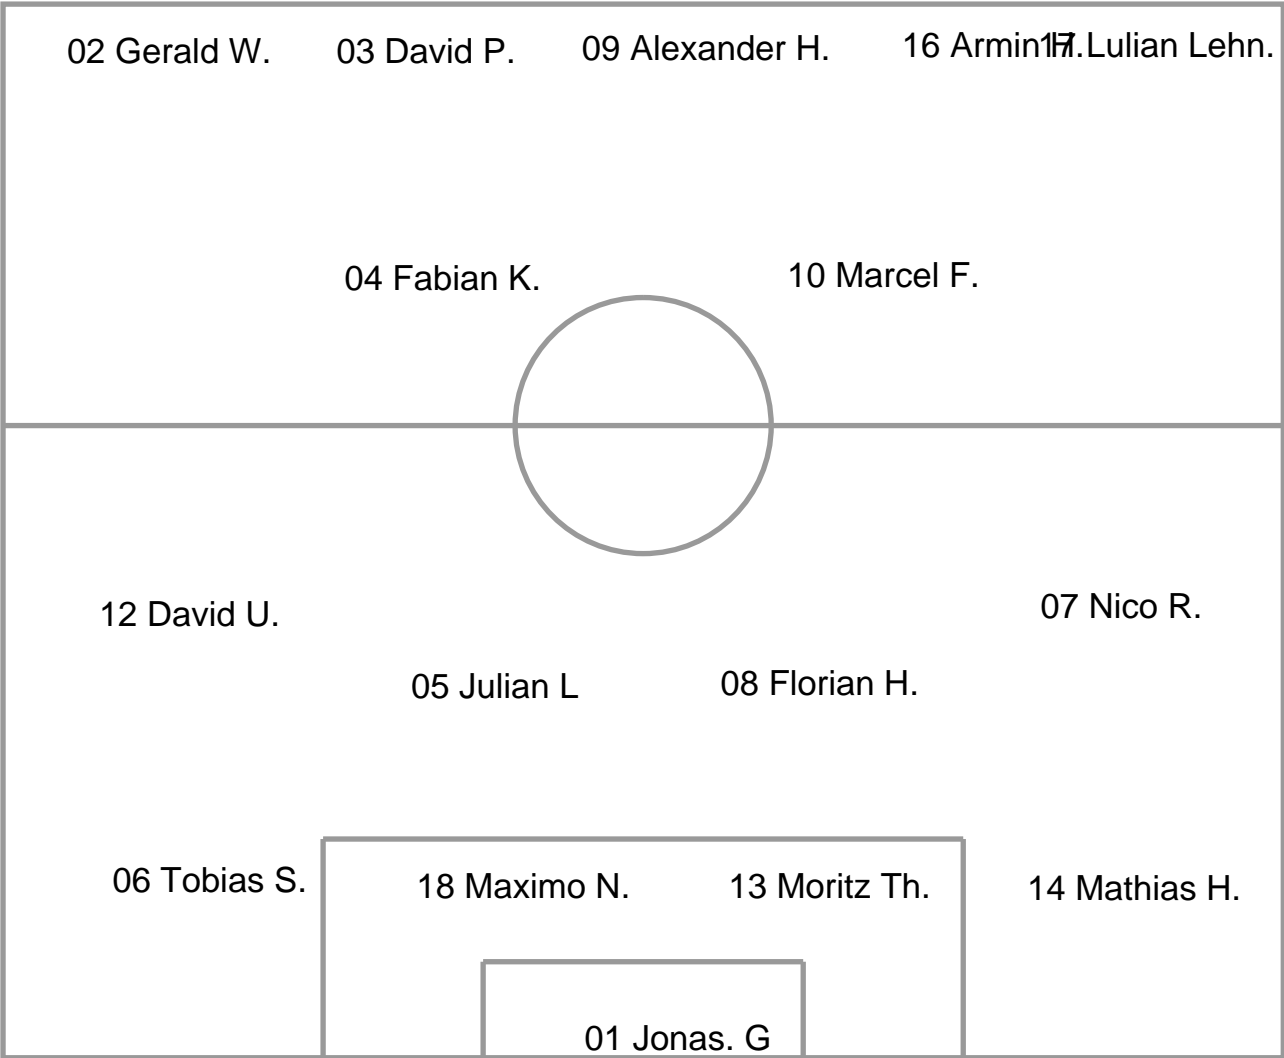 02 Gerald W.
03 David P.
09 Alexander H.
16 Armin H.
17 Lulian Lehn.
04 Fabian K.
10 Marcel F.
12 David U.
07 Nico R.
05 Julian L
08 Florian H.
06 Tobias S.
18 Maximo N.
13 Moritz Th.
14 Mathias H.
01 Jonas. G